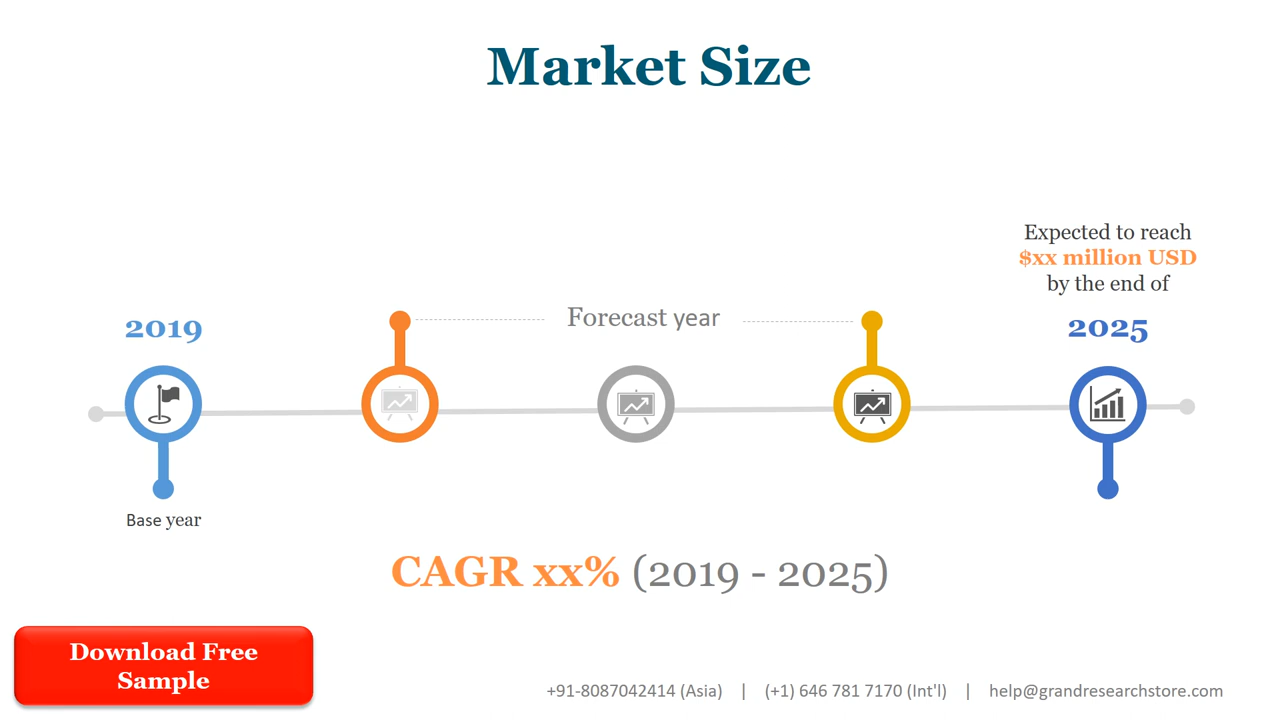 Market Size
Expected to reach
$xx million USD
by the end of
2019
Forecast year
2025
Base year
CAGR xx% (2019 - 2025)
Download Free
Sample
+91-8087042414 (Asia) | (+1) 646 781 7170 (Int'l) | help@grandresearchstore.com